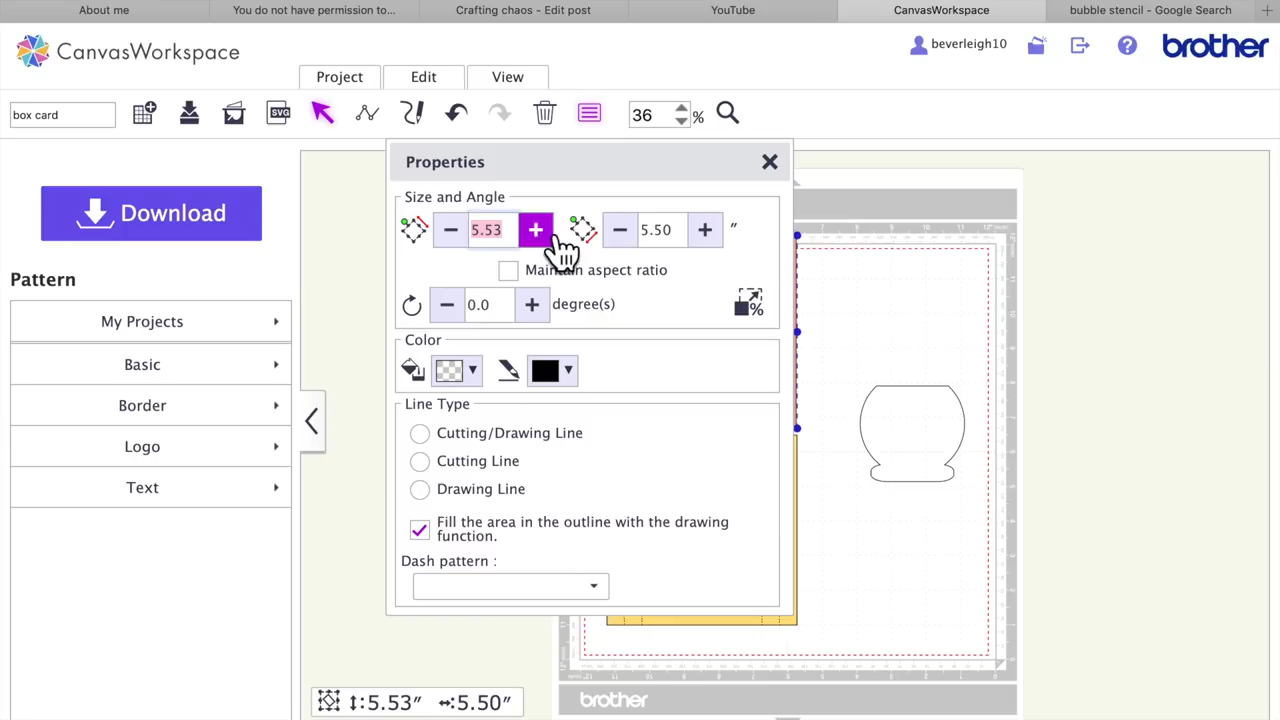 About me
You do not have permission to...
Crafting chaos - Edit post
YouTube
CanvasWorkspace
bubble stencil - Google Search
CanvasWorkspace
beverleigh10
brother
Project
Edit
View
box card
SVG
36
%
Properties
Size and Angle
5.53
5.50
″
Maintain aspect ratio
0.0
degree(s)
%
Color
Line Type
Cutting/Drawing Line
Cutting Line
Drawing Line
Fill the area in the outline with the drawing
function.
Dash pattern :
Download
Pattern
My Projects
Basic
Border
Logo
Text
↕:5.53″ ↔:5.50″
brother